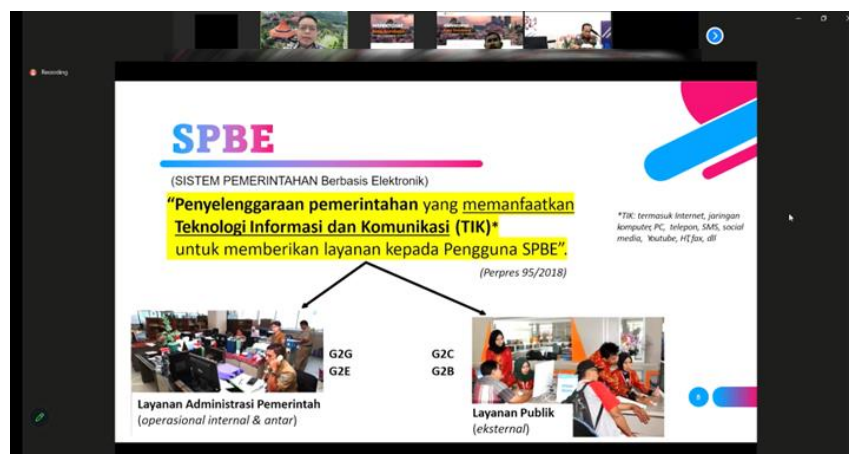 Recording
SPBE
(SISTEM PEMERINTAHAN Berbasis Elektronik)
“Penyelenggaraan pemerintahan yang memanfaatkan
Teknologi Informasi dan Komunikasi (TIK)*
untuk memberikan layanan kepada Pengguna SPBE”.
(Perpres 95/2018)
*TIK: termasuk Internet, jaringan
komputer, PC, telepon, SMS, social
media, Youtube, HT, fax, dll
G2G
G2E
G2C
G2B
Layanan Administrasi Pemerintah
(operasional internal & antar)
Layanan Publik
(eksternal)
8